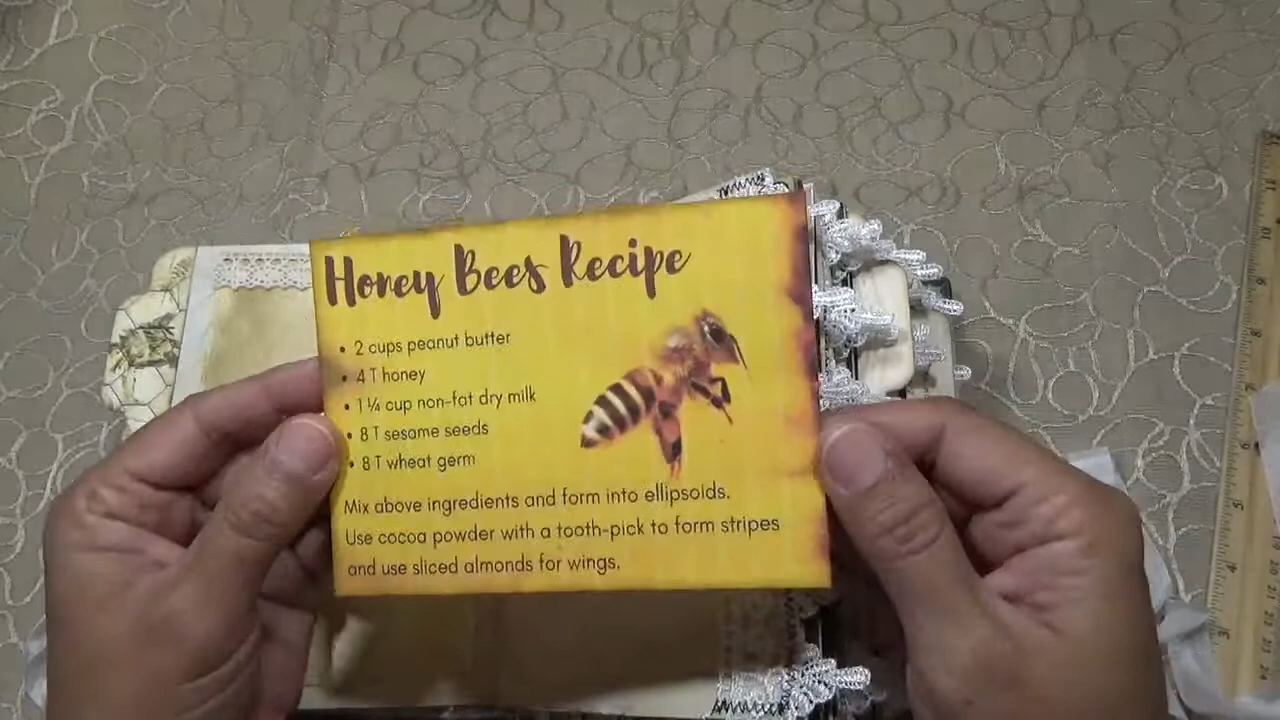 Honey Bees Recipe
• 2 cups peanut butter
• 4 T honey
• 1 ¼ cup non-fat dry milk
• 8 T sesame seeds
• 8 T wheat germ
Mix above ingredients and form into ellipsoids.
Use cocoa powder with a tooth-pick to form stripes
and use sliced almonds for wings.